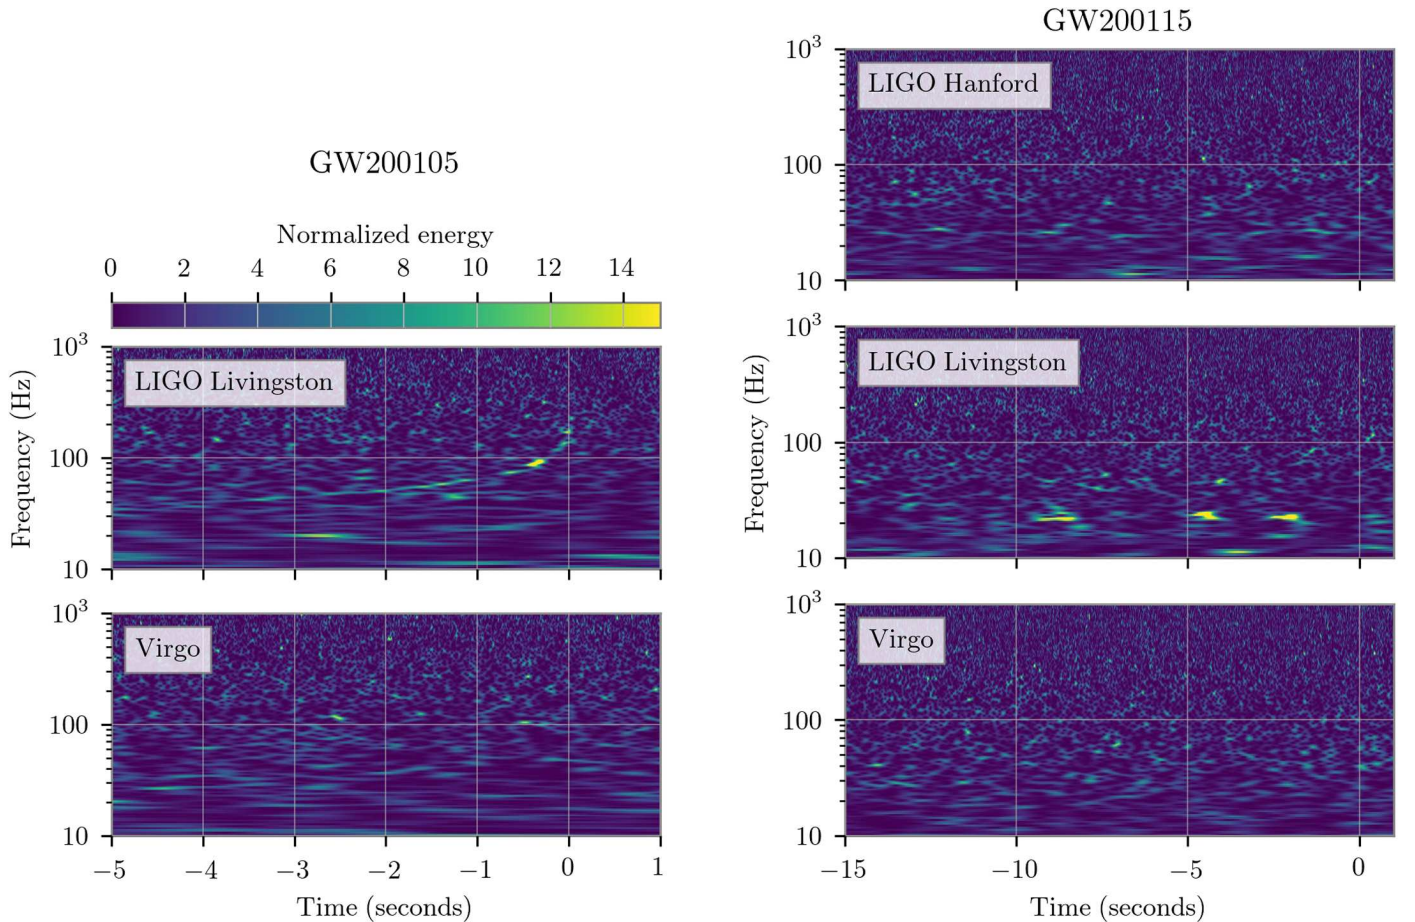 GW200105
Normalized energy
0 2 4 6 8 10 12 14
10³
100
10
Frequency (Hz)
LIGO Livingston
10³
100
10
Virgo
−5 −4 −3 −2 −1 0 1
Time (seconds)
GW200115
10³
100
10
LIGO Hanford
10³
100
10
Frequency (Hz)
LIGO Livingston
10³
100
10
Virgo
−15 −10 −5 0
Time (seconds)